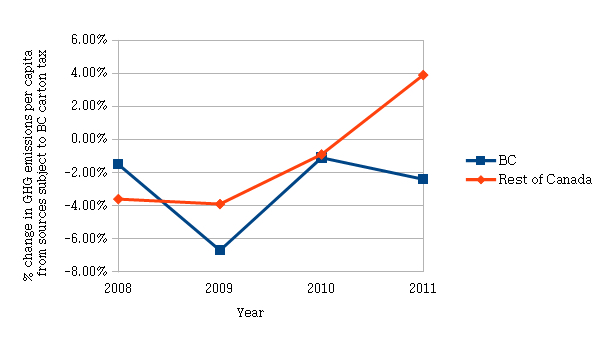 % change in GHG emissions per capita
from sources subject to BC carton tax
6.00%
4.00%
2.00%
0.00%
-2.00%
-4.00%
-6.00%
-8.00%
2008 2009 2010 2011
Year
BC
Rest of Canada